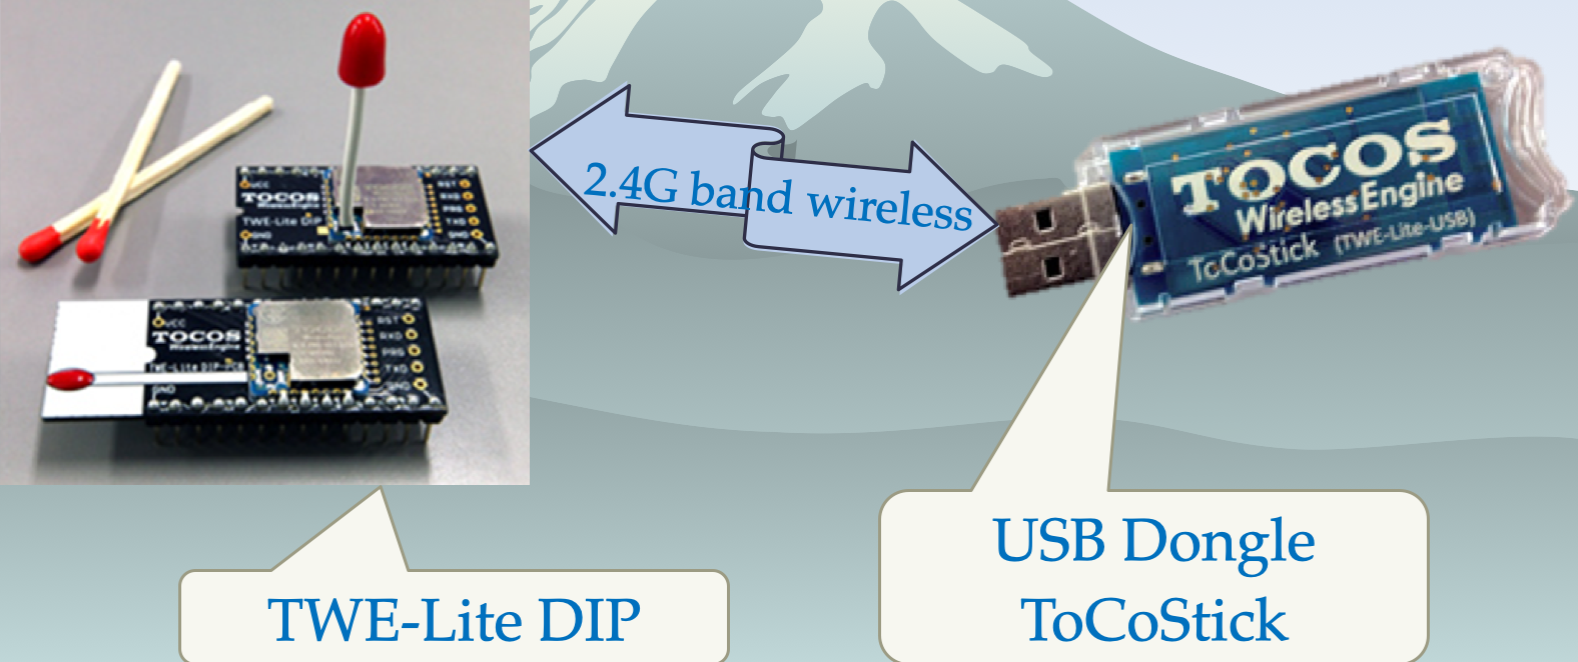 VCC
TOCOS
WirelessEngine
TWE-Lite DIP
GND
RST
RXD
PRG
TXD
GND
VCC
TOCOS
WirelessEngine
TWE-Lite DIP-PCB
GND
RST
RXD
PRG
TXD
GND
2.4G band wireless
TOCOS
WirelessEngine
ToCoStick (TWE-Lite-USB)
TWE-Lite DIP
USB Dongle
ToCoStick